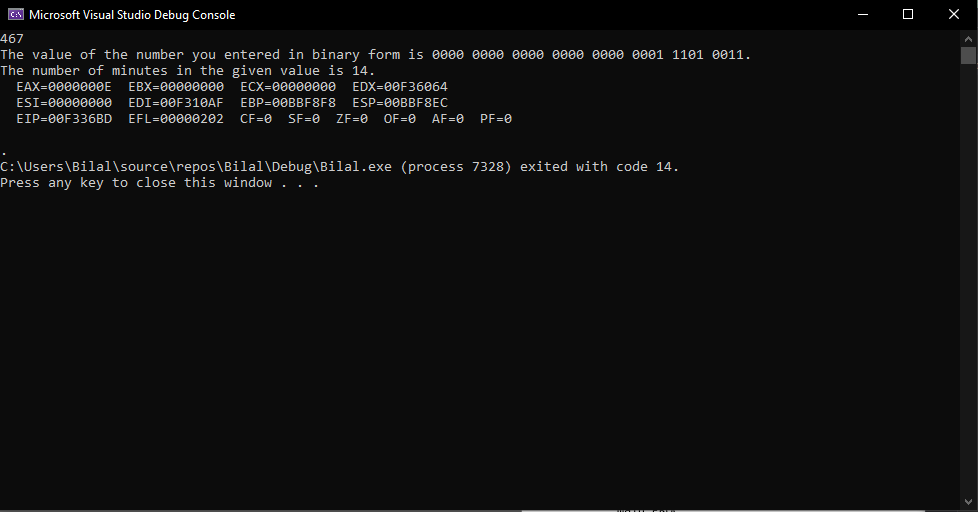 Microsoft Visual Studio Debug Console
467
The value of the number you entered in binary form is 0000 0000 0000 0000 0000 0001 1101 0011.
The number of minutes in the given value is 14.
EAX=0000000E EBX=00000000 ECX=00000000 EDX=00F36064
ESI=00000000 EDI=00F310AF EBP=00BBF8F8 ESP=00BBF8EC
EIP=00F336BD EFL=00000202 CF=0 SF=0 ZF=0 OF=0 AF=0 PF=0
.
C:\Users\Bilal\source\repos\Bilal\Debug\Bilal.exe (process 7328) exited with code 14.
Press any key to close this window . . .